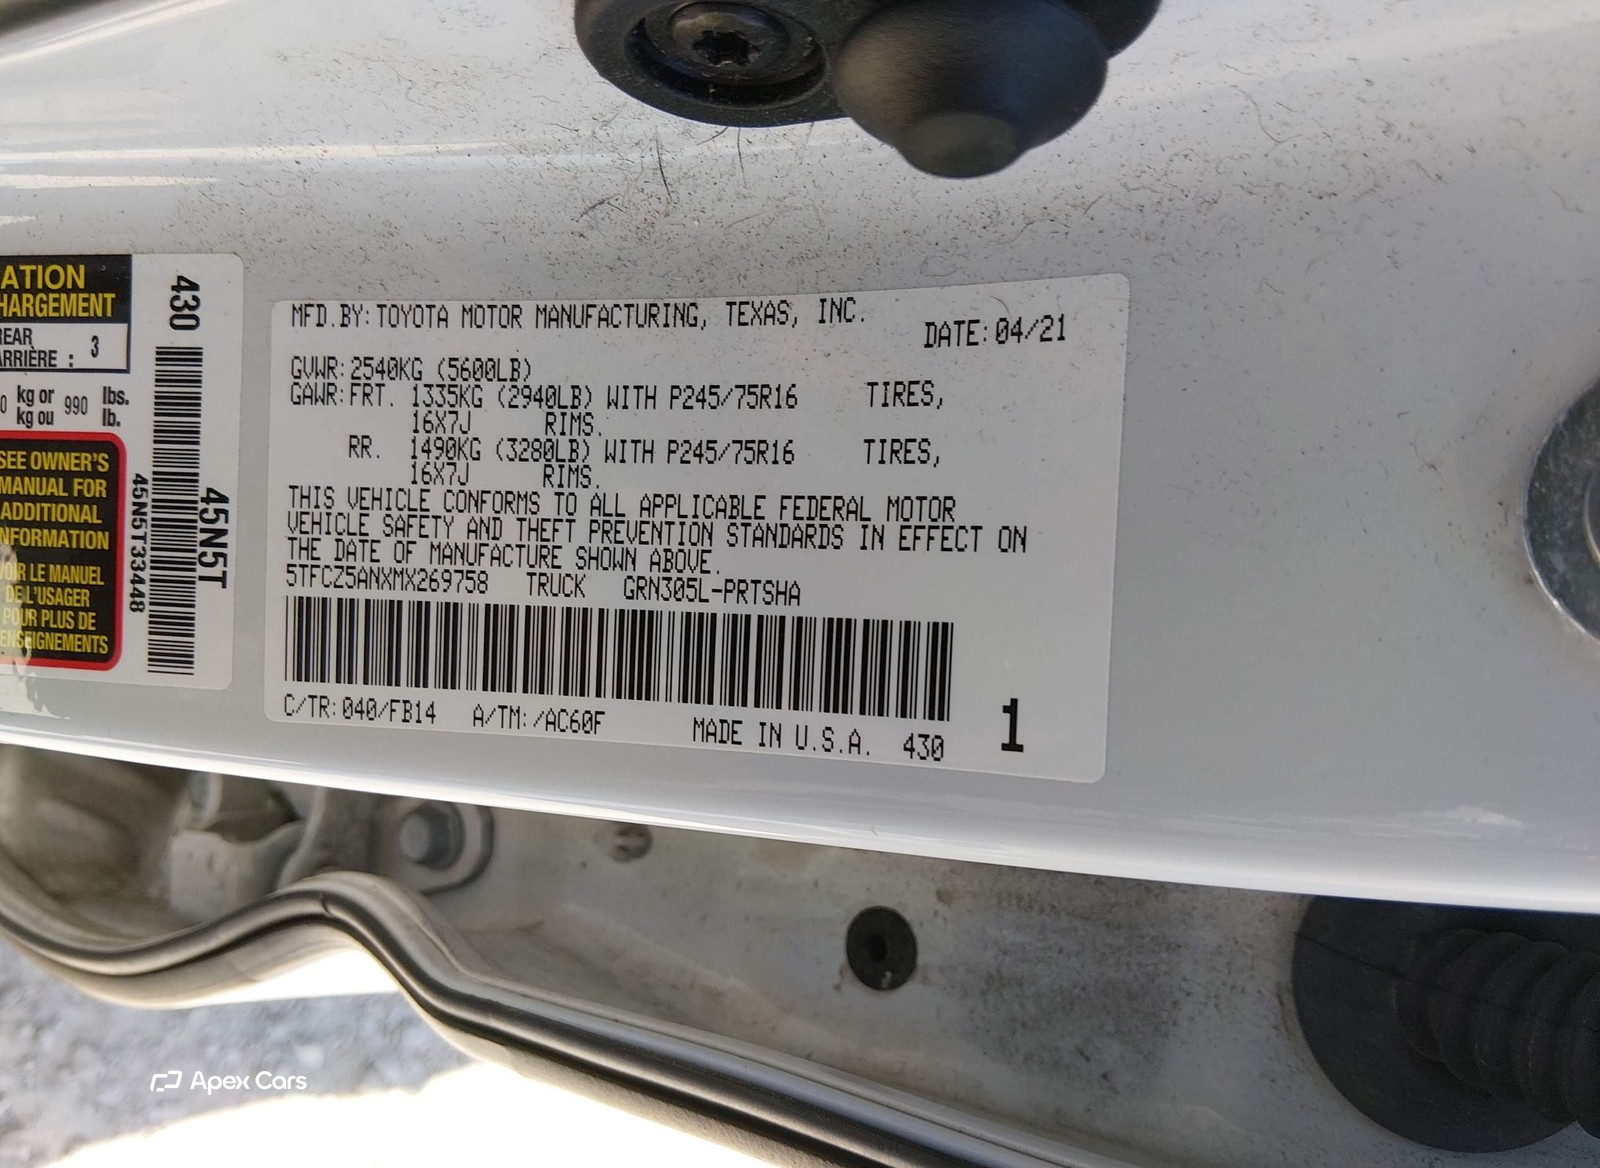 ATION
HARGEMENT
REAR
ARRIÈRE : 3
0 kg or 990 lbs.
kg ou lb.
SEE OWNER'S
MANUAL FOR
ADDITIONAL
INFORMATION
VOIR LE MANUEL
DE L'USAGER
POUR PLUS DE
RENSEIGNEMENTS
430
45N5T
45N5T33448
MFD.BY: TOYOTA MOTOR MANUFACTURING, TEXAS, INC.
DATE: 04/21
GVWR: 2540KG (5600LB)
GAWR: FRT. 1335KG (2940LB) WITH P245/75R16 TIRES,
16X7J RIMS.
RR. 1490KG (3280LB) WITH P245/75R16 TIRES,
16X7J RIMS.
THIS VEHICLE CONFORMS TO ALL APPLICABLE FEDERAL MOTOR
VEHICLE SAFETY AND THEFT PREVENTION STANDARDS IN EFFECT ON
THE DATE OF MANUFACTURE SHOWN ABOVE.
5TFCZ5ANXMX269758 TRUCK GRN305L-PRTSHA
C/TR: 040/FB14 A/TM: /AC60F MADE IN U.S.A. 430
1
Apex Cars